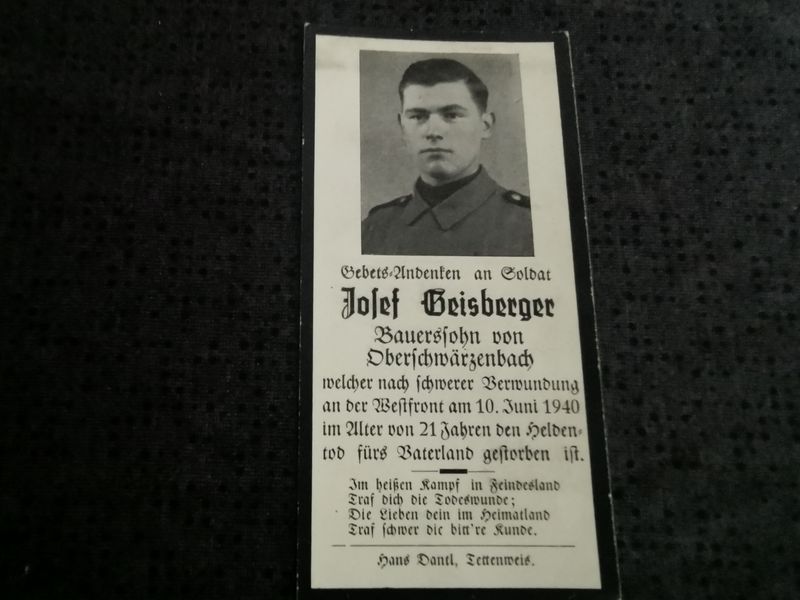 Gebets-Andenken an Soldat
Josef Geisberger
Bauerssohn von
Oberschwärzenbach
welcher nach schwerer Verwundung
an der Westfront am 10. Juni 1940
im Alter von 21 Jahren den Helden-
tod fürs Vaterland gestorben ist.
Im heißen Kampf in Feindesland
Traf dich die Todeswunde;
Die Lieben dein im Heimatland
Traf schwer die bitt're Kunde.
Hans Dantl, Tettenweis.